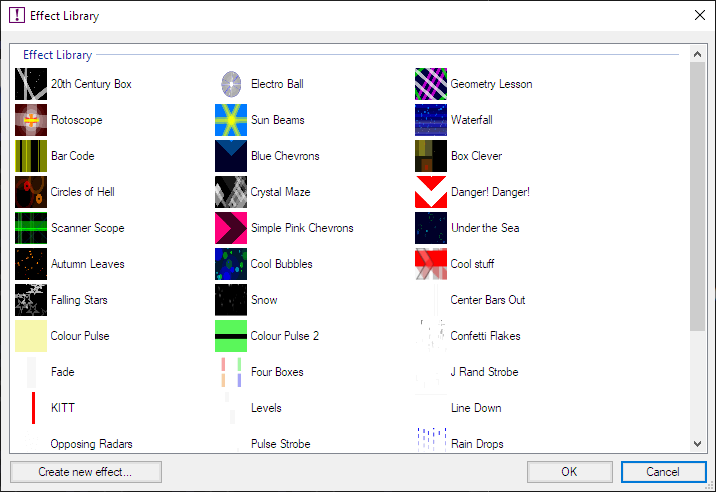 Effect Library
Effect Library
20th Century Box Electro Ball Geometry Lesson
Rotoscope Sun Beams Waterfall
Bar Code Blue Chevrons Box Clever
Circles of Hell Crystal Maze Danger! Danger!
Scanner Scope Simple Pink Chevrons Under the Sea
Autumn Leaves Cool Bubbles Cool stuff
Falling Stars Snow Center Bars Out
Colour Pulse Colour Pulse 2 Confetti Flakes
Fade Four Boxes J Rand Strobe
KITT Levels Line Down
Opposing Radars Pulse Strobe Rain Drops
Create new effect... OK Cancel